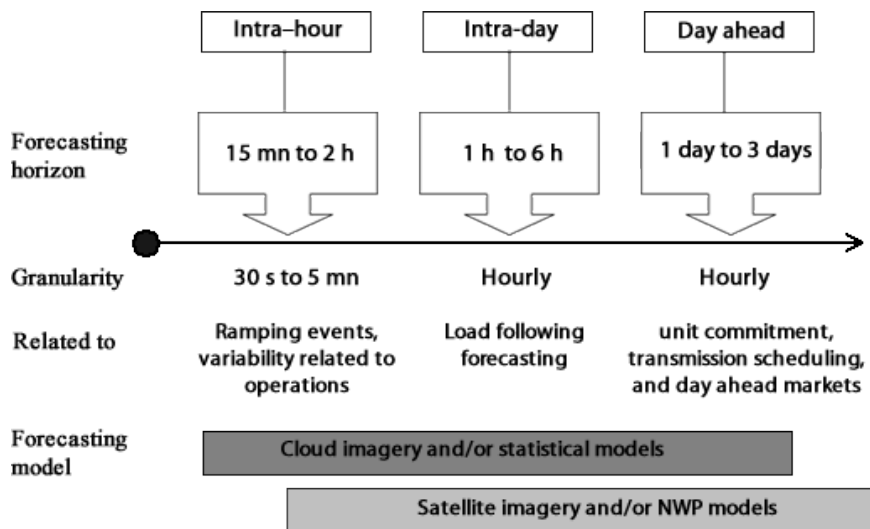 Intra–hour
Intra-day
Day ahead
Forecasting
horizon
15 mn to 2 h
1 h to 6 h
1 day to 3 days
Granularity
30 s to 5 mn
Hourly
Hourly
Related to
Ramping events,
variability related to
operations
Load following
forecasting
unit commitment,
transmission scheduling,
and day ahead markets
Forecasting
model
Cloud imagery and/or statistical models
Satellite imagery and/or NWP models